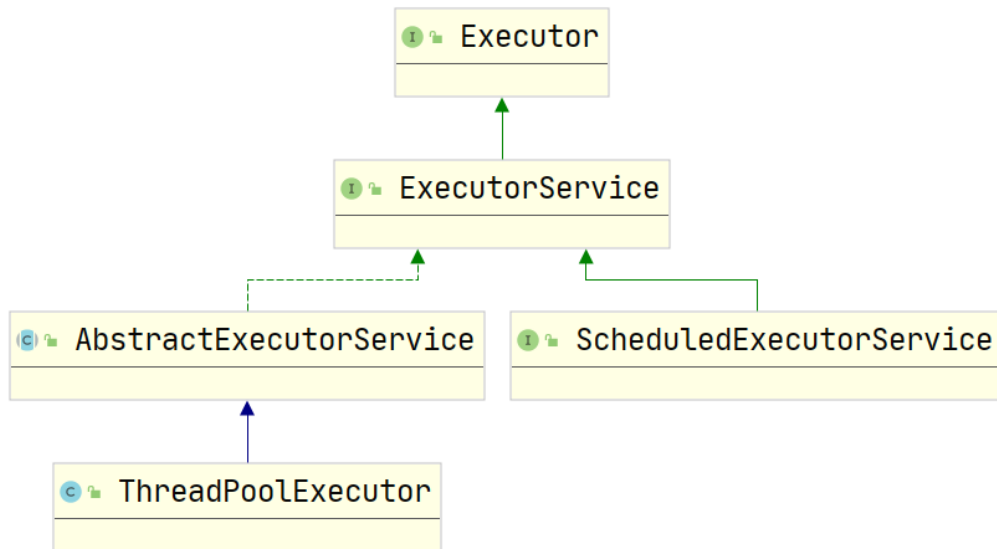 I Executor
I ExecutorService
C AbstractExecutorService
I ScheduledExecutorService
C ThreadPoolExecutor